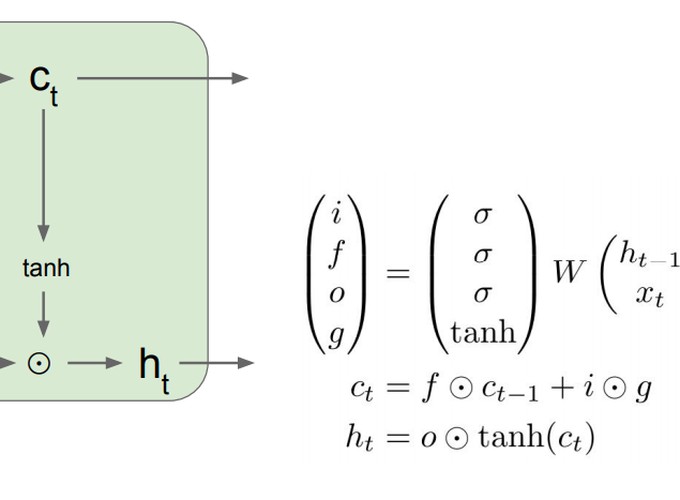 c_t
tanh
⊙ h_t
(i f o g) = (σ σ σ tanh) W (h_{t-1} x_t
c_t = f ⊙ c_{t-1} + i ⊙ g
h_t = o ⊙ tanh(c_t)